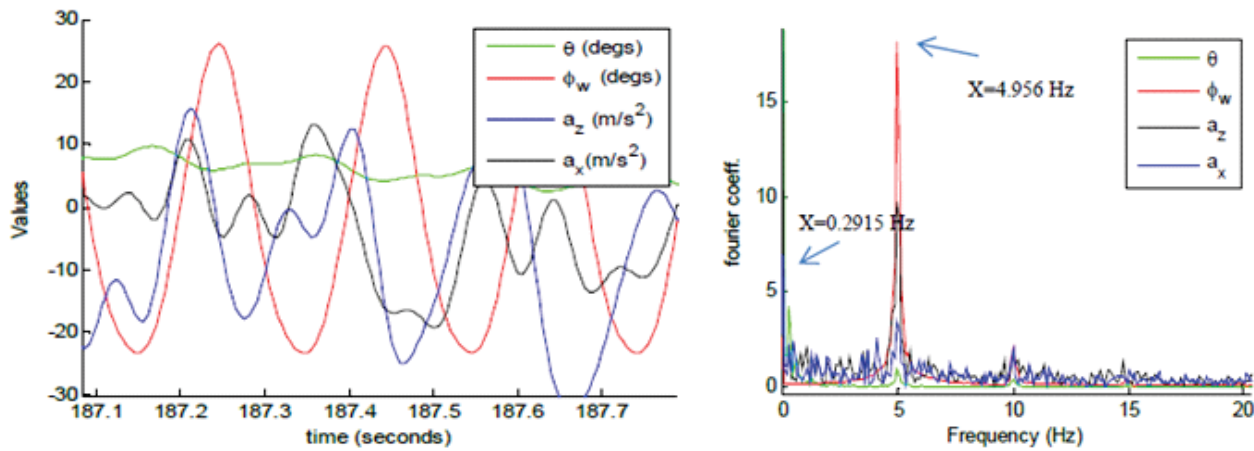 30
20
10
0
-10
-20
-30
Values
187.1 187.2 187.3 187.4 187.5 187.6 187.7
time (seconds)
θ (degs)
ϕw (degs)
az (m/s²)
ax(m/s²)
15
10
5
0
fourier coeff.
0 5 10 15 20
Frequency (Hz)
X=4.956 Hz
X=0.2915 Hz
θ
ϕw
az
ax